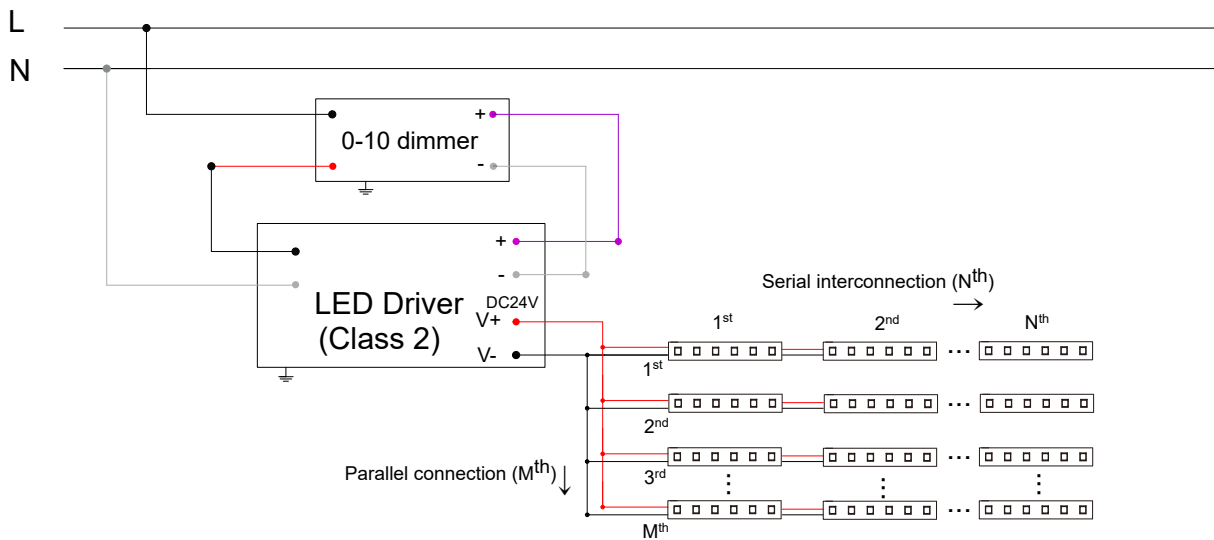 L
N
+
0-10 dimmer
-
+
-
LED Driver
(Class 2)
DC24V
V+
V-
Serial interconnection (Nth)
1st
2nd
Nth
1st
2nd
3rd
Mth
Parallel connection (Mth)